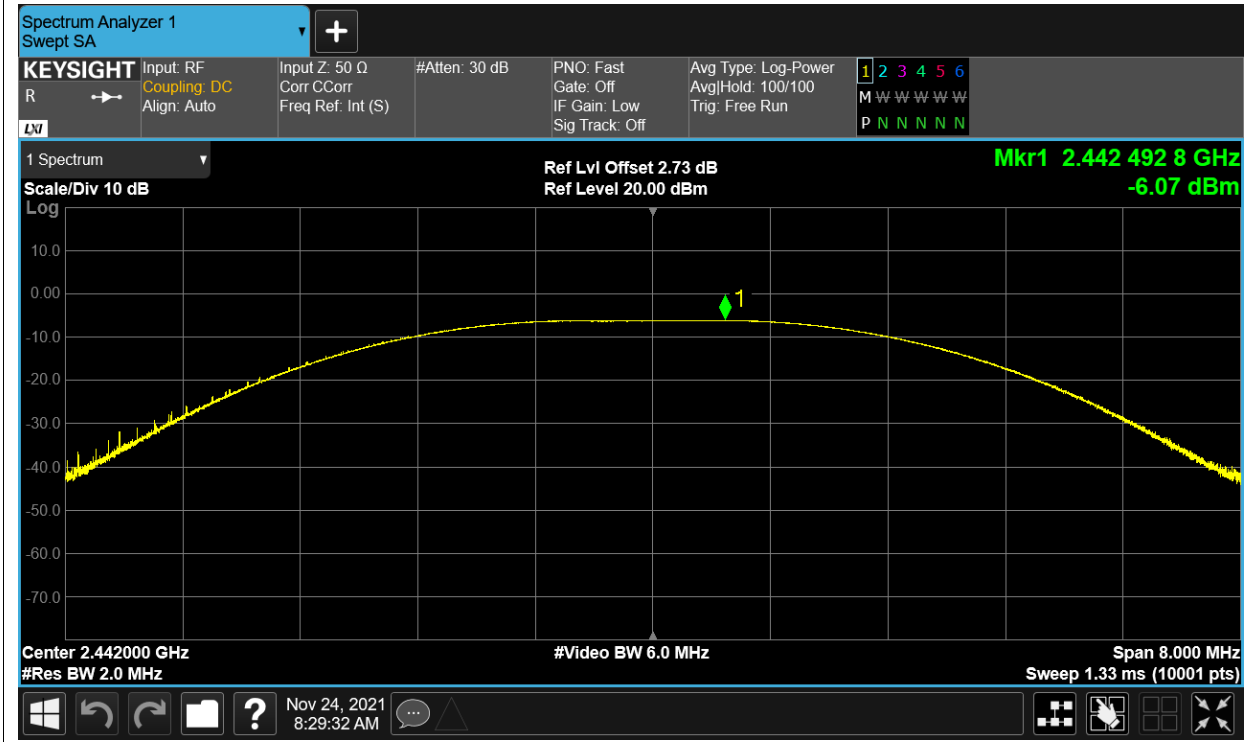 Spectrum Analyzer 1
Swept SA
KEYSIGHT
R
LXI
Input: RF
Coupling: DC
Align: Auto
Input Z: 50 Ω
Corr CCorr
Freq Ref: Int (S)
#Atten: 30 dB
PNO: Fast
Gate: Off
IF Gain: Low
Sig Track: Off
Avg Type: Log-Power
Avg|Hold: 100/100
Trig: Free Run
1 2 3 4 5 6
M W W W W W
P N N N N N
1 Spectrum
Scale/Div 10 dB
Ref Lvl Offset 2.73 dB
Ref Level 20.00 dBm
Mkr1 2.442 492 8 GHz
-6.07 dBm
Log
10.0
0.00
-10.0
-20.0
-30.0
-40.0
-50.0
-60.0
-70.0
1
Center 2.442000 GHz
#Res BW 2.0 MHz
#Video BW 6.0 MHz
Span 8.000 MHz
Sweep 1.33 ms (10001 pts)
?
Nov 24, 2021
8:29:32 AM